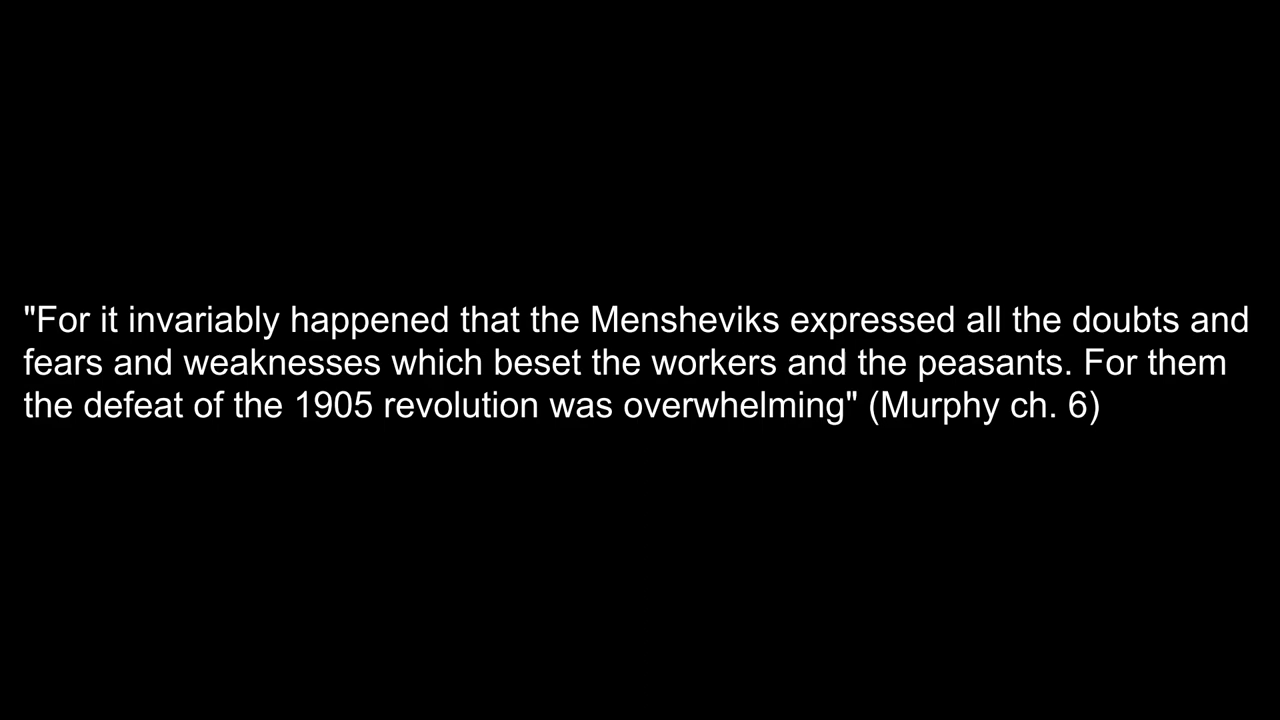 "For it invariably happened that the Mensheviks expressed all the doubts and
fears and weaknesses which beset the workers and the peasants. For them
the defeat of the 1905 revolution was overwhelming" (Murphy ch. 6)